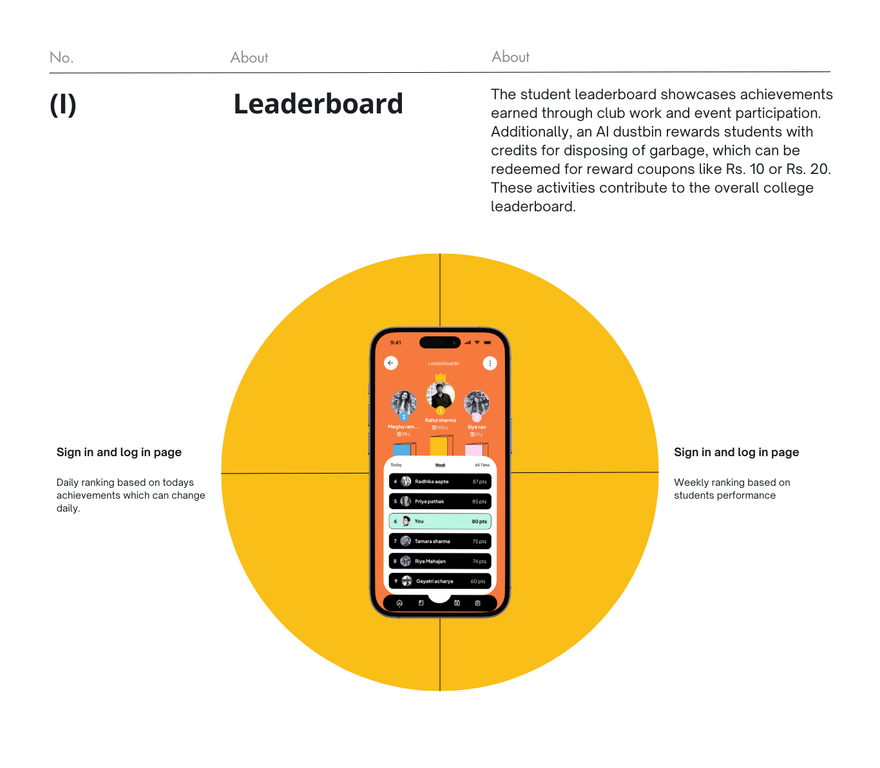 No.
About
About
(I)
Leaderboard
The student leaderboard showcases achievements
earned through club work and event participation.
Additionally, an AI dustbin rewards students with
credits for disposing of garbage, which can be
redeemed for reward coupons like Rs. 10 or Rs. 20.
These activities contribute to the overall college
leaderboard.
Sign in and log in page
Daily ranking based on todays
achievements which can change
daily.
9:41
Leaderboards
Rahul sharma
Megha ram...
Siya rao
Today
Week
All Time
4 Radhika aapte 87 pts
5 Priya pathak 85 pts
6 You 80 pts
7 Tamara sharma 75 pts
8 Riya Mahajan 74 pts
9 Gayatri acharya 60 pts
Sign in and log in page
Weekly ranking based on
students performance